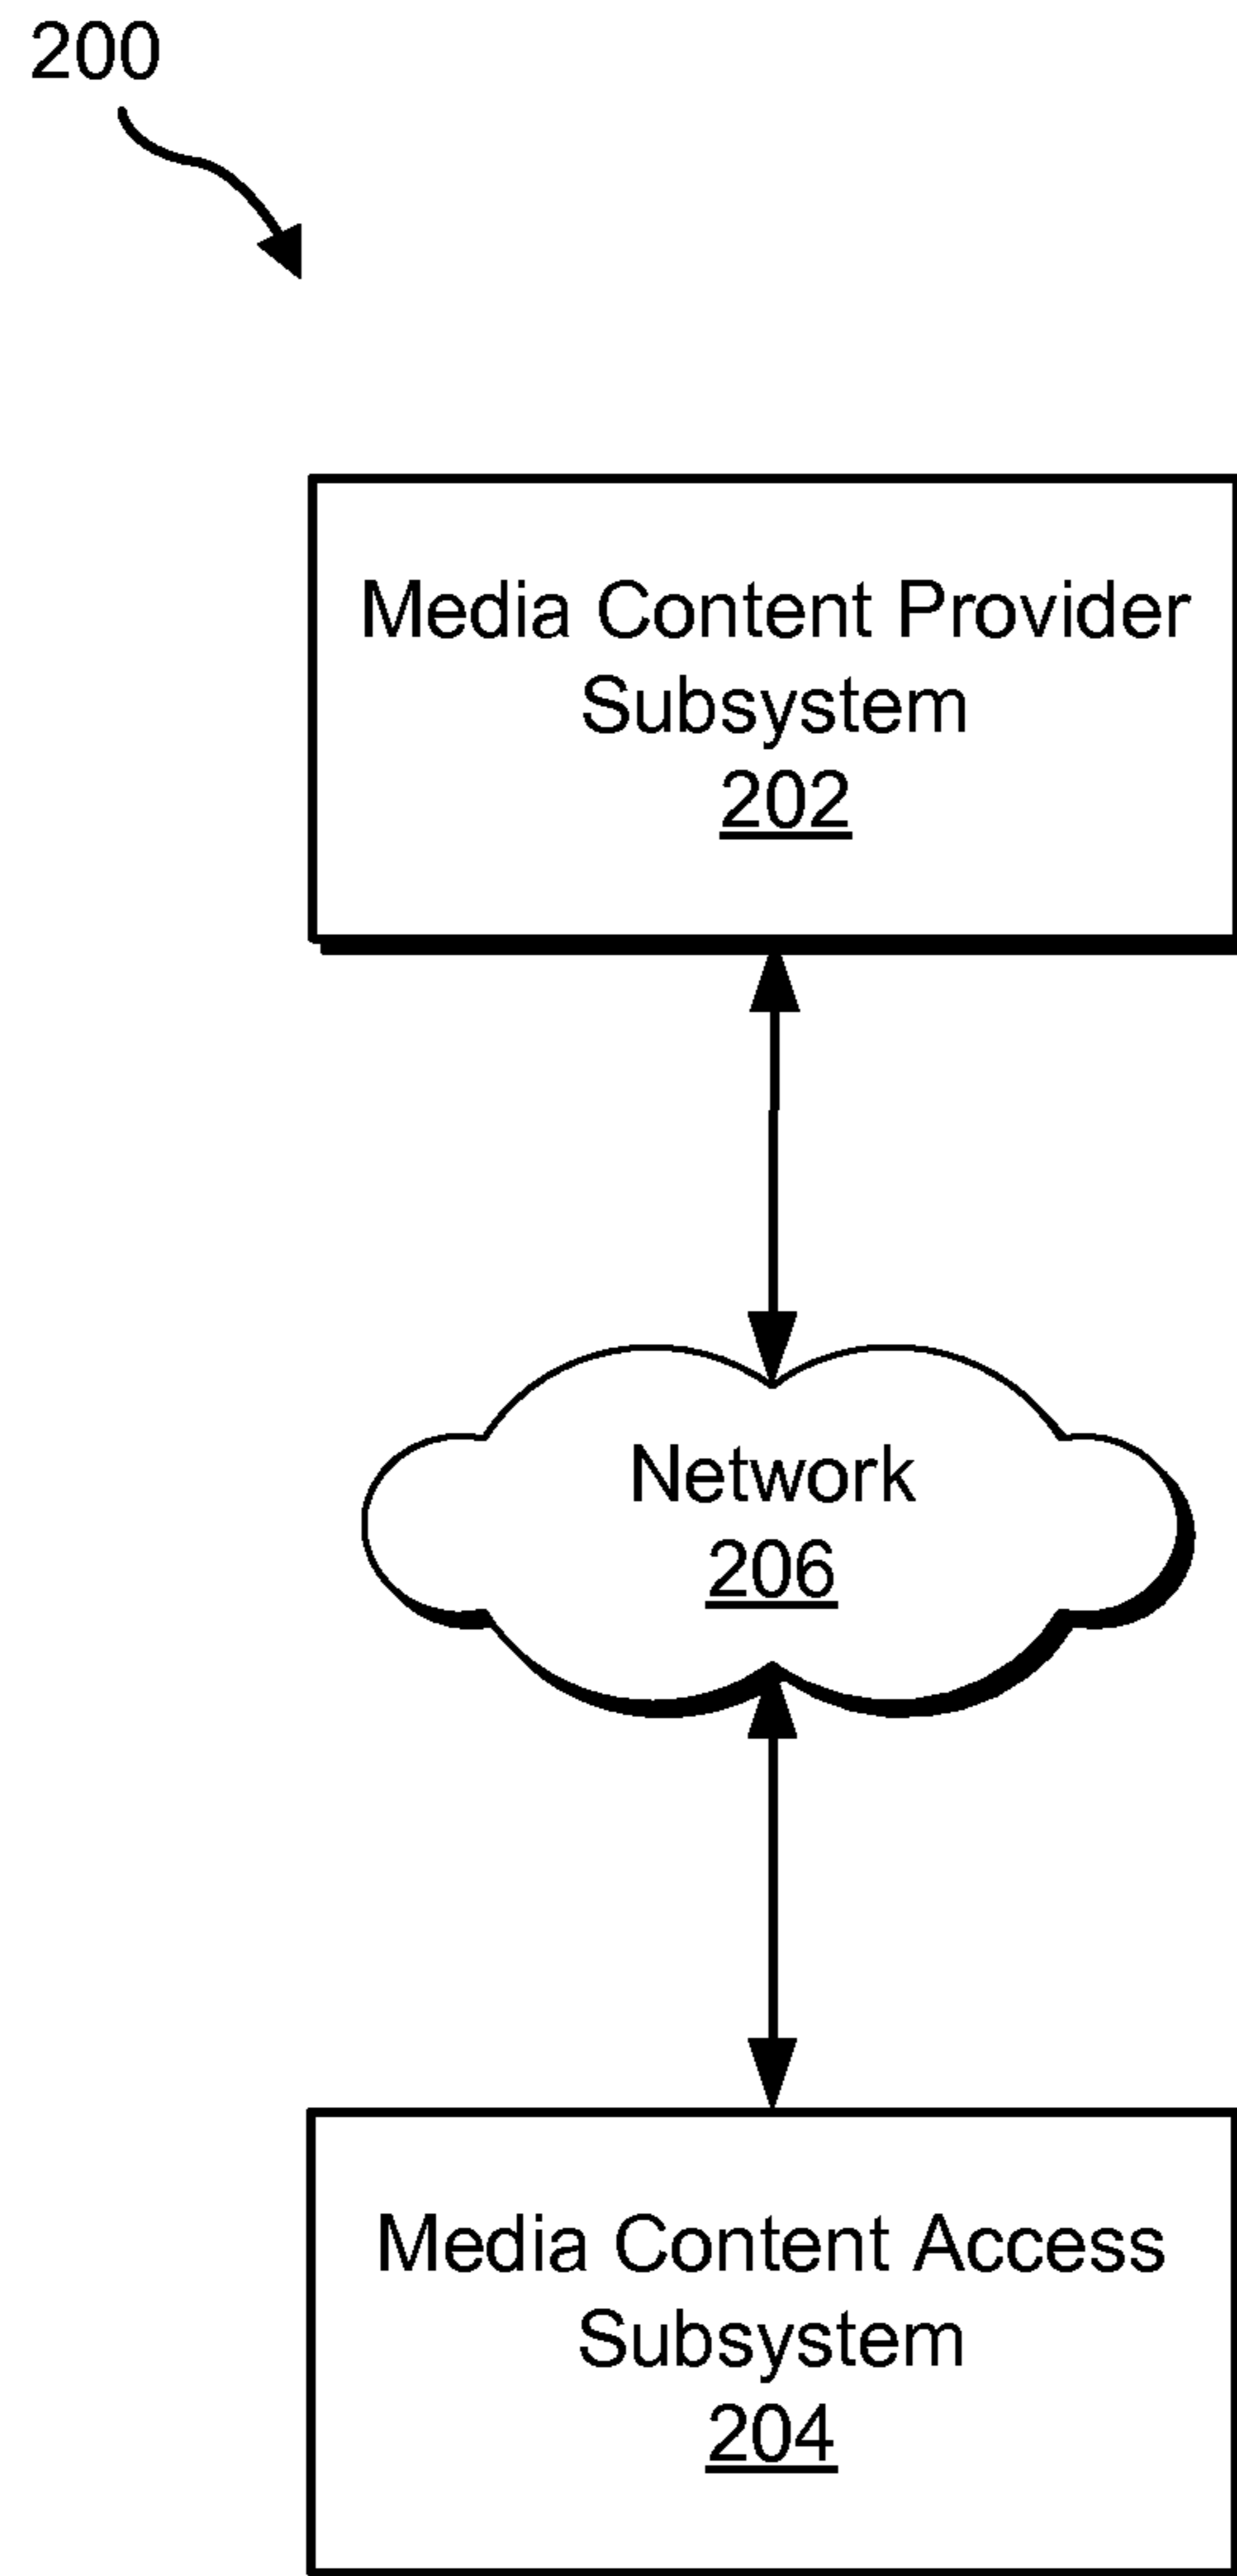 200
Media Content Provider
Subsystem
202
Network
206
Media Content Access
Subsystem
204